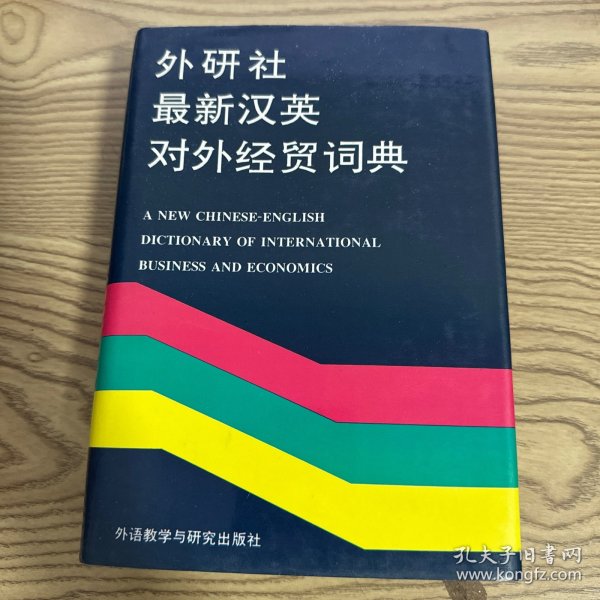 外研社
最新汉英
对外经贸词典
A NEW CHINESE-ENGLISH
DICTIONARY OF INTERNATIONAL
BUSINESS AND ECONOMICS
外语教学与研究出版社
孔夫子旧书网
www.kongfz.com